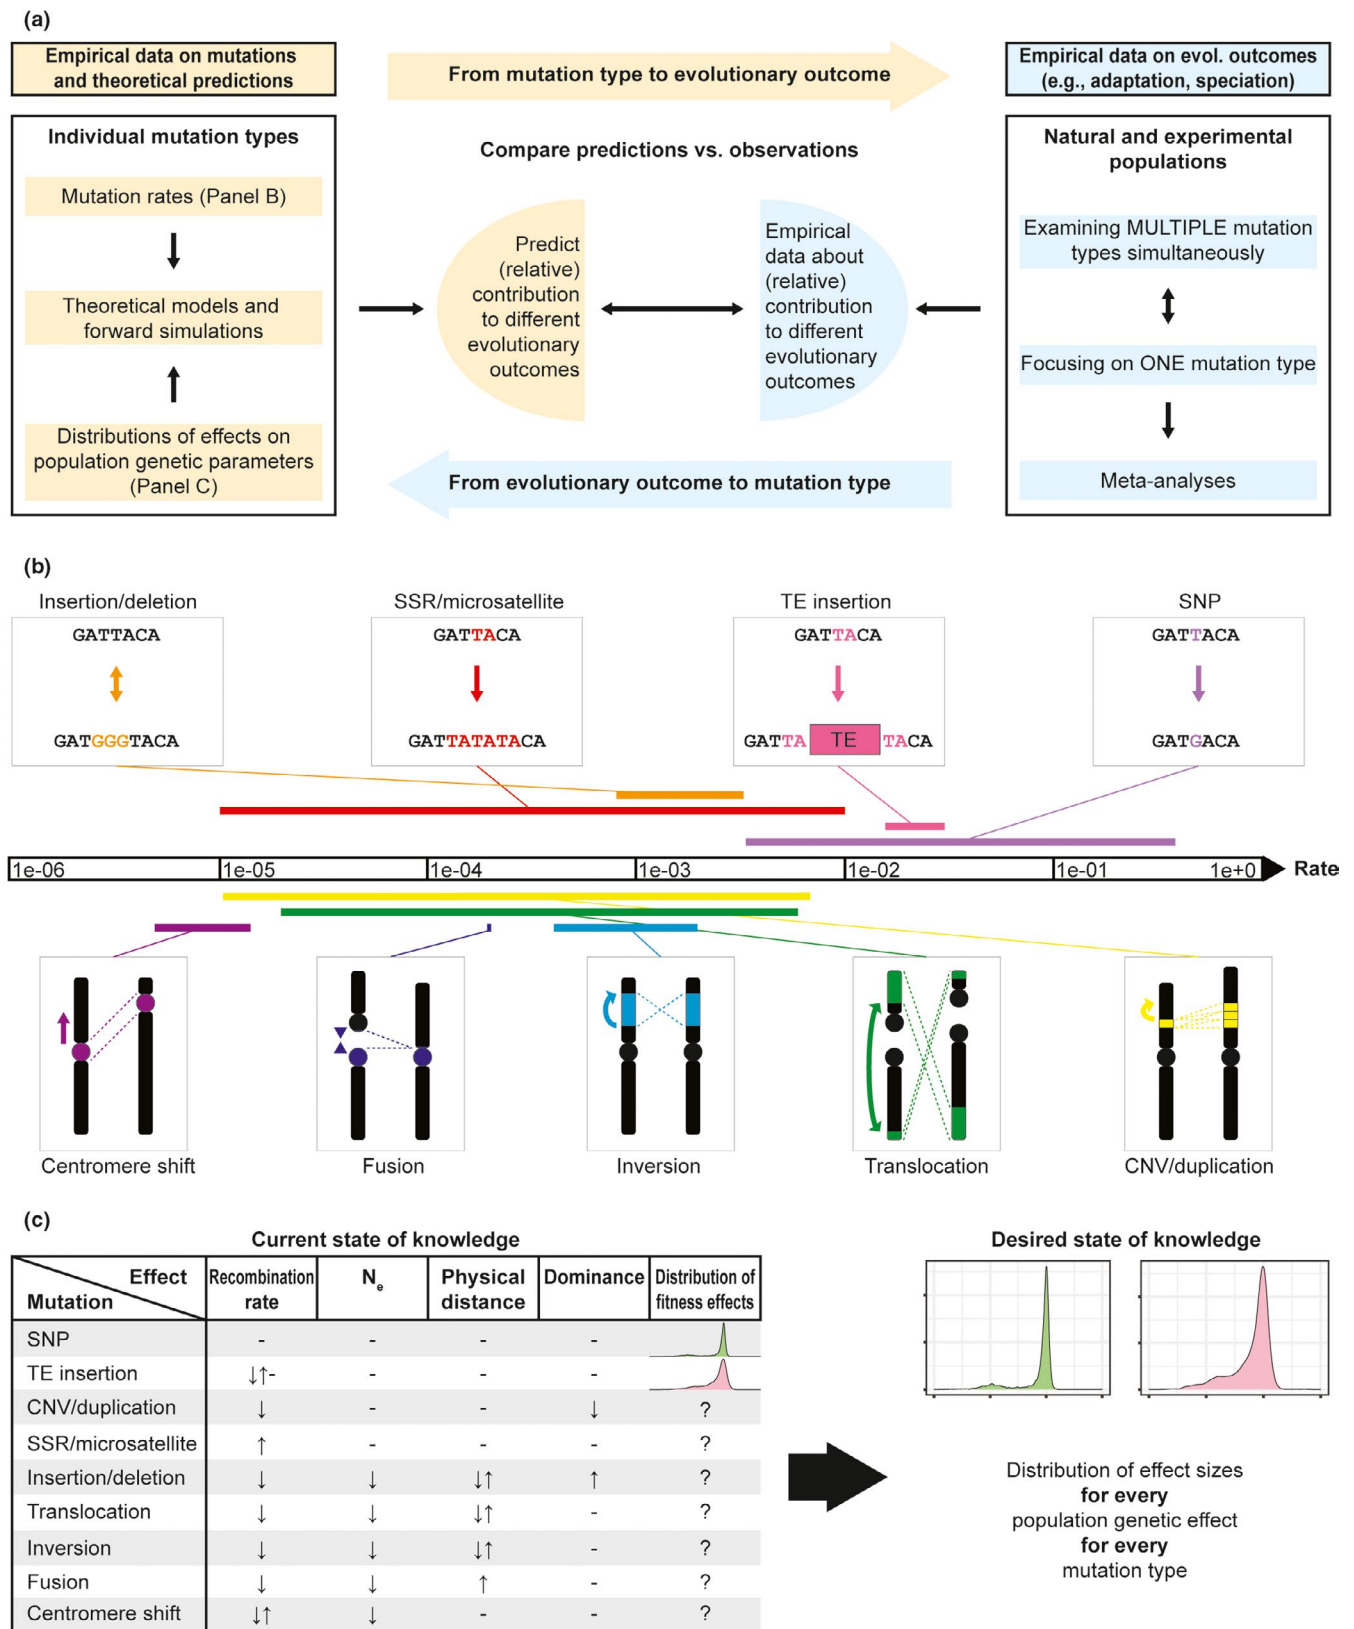 (a)
Empirical data on mutations
and theoretical predictions
From mutation type to evolutionary outcome
Empirical data on evol. outcomes
(e.g., adaptation, speciation)
Individual mutation types
Mutation rates (Panel B)
Theoretical models and
forward simulations
Distributions of effects on
population genetic parameters
(Panel C)
Compare predictions vs. observations
Predict
(relative)
contribution
to different
evolutionary
outcomes
Empirical
data about
(relative)
contribution
to different
evolutionary
outcomes
From evolutionary outcome to mutation type
Natural and experimental
populations
Examining MULTIPLE mutation
types simultaneously
Focusing on ONE mutation type
Meta-analyses
(b)
Insertion/deletion
SSR/microsatellite
TE insertion
SNP
GATTACA
GATTACA
GATTACA
GATTACA
GATGGGTACA
GATTATATACA
GATTA TE TACA
GATGACA
1e-06 1e-05 1e-04 1e-03 1e-02 1e-01 1e+0 Rate
Centromere shift
Fusion
Inversion
Translocation
CNV/duplication
(c)
Current state of knowledge
Effect
Mutation
Recombination
rate
Ne
Physical
distance
Dominance
Distribution of
fitness effects
SNP - - - -
TE insertion ↓↑- - - -
CNV/duplication ↓ - - ↓ ?
SSR/microsatellite ↑ - - - ?
Insertion/deletion ↓ ↓ ↓↑ ↑ ?
Translocation ↓ ↓ ↓↑ - ?
Inversion ↓ ↓ ↓↑ - ?
Fusion ↓ ↓ ↑ - ?
Centromere shift ↓↑ ↓ - - ?
Desired state of knowledge
Distribution of effect sizes
for every
population genetic effect
for every
mutation type